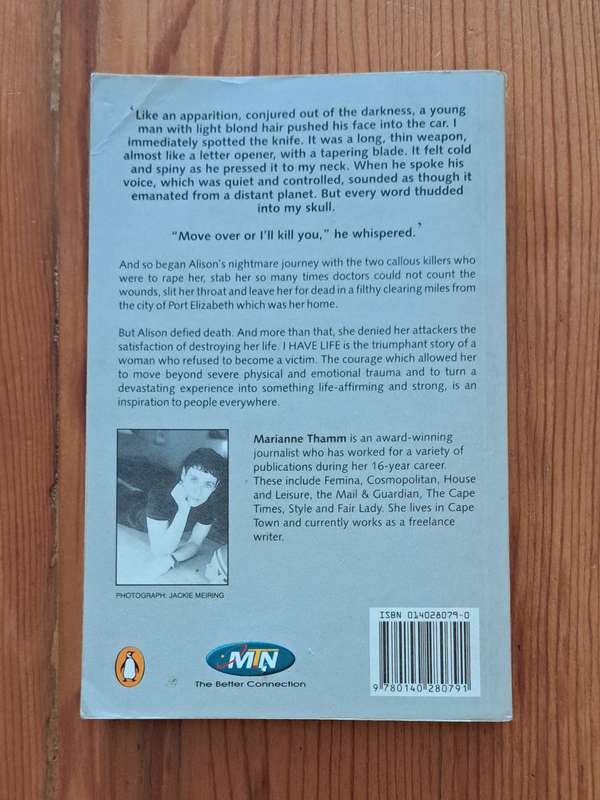 ‘Like an apparition, conjured out of the darkness, a young
man with light blond hair pushed his face into the car. I
immediately spotted the knife. It was a long, thin weapon,
almost like a letter opener, with a tapering blade. It felt cold
and spiny as he pressed it to my neck. When he spoke his
voice, which was quiet and controlled, sounded as though it
emanated from a distant planet. But every word thudded
into my skull.
“Move over or I'll kill you,” he whispered.’
And so began Alison's nightmare journey with the two callous killers who
were to rape her, stab her so many times doctors could not count the
wounds, slit her throat and leave her for dead in a filthy clearing miles from
the city of Port Elizabeth which was her home.
But Alison defied death. And more than that, she denied her attackers the
satisfaction of destroying her life. I HAVE LIFE is the triumphant story of a
woman who refused to become a victim. The courage which allowed her
to move beyond severe physical and emotional trauma and to turn a
devastating experience into something life-affirming and strong, is an
inspiration to people everywhere.
Marianne Thamm is an award-winning
journalist who has worked for a variety of
publications during her 16-year career.
These include Femina, Cosmopolitan, House
and Leisure, the Mail & Guardian, The Cape
Times, Style and Fair Lady. She lives in Cape
Town and currently works as a freelance
writer.
PHOTOGRAPH: JACKIE MEIRING
ISBN 014028079-0
9 780140 280791
MTN
The Better Connection